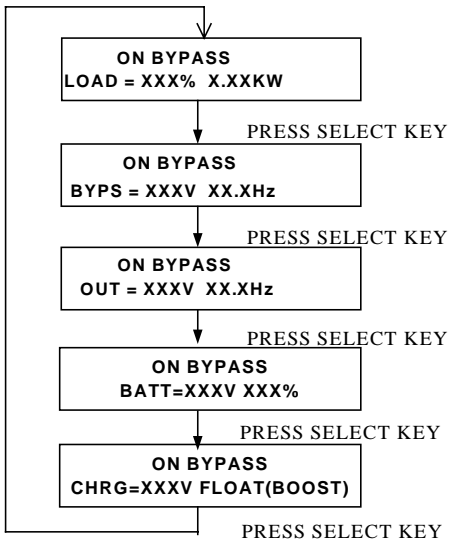 ON BYPASS
LOAD = XXX% X.XXKW
PRESS SELECT KEY
ON BYPASS
BYPS = XXXV XX.XHz
PRESS SELECT KEY
ON BYPASS
OUT = XXXV XX.XHz
PRESS SELECT KEY
ON BYPASS
BATT=XXXV XXX%
PRESS SELECT KEY
ON BYPASS
CHRG=XXXV FLOAT(BOOST)
PRESS SELECT KEY